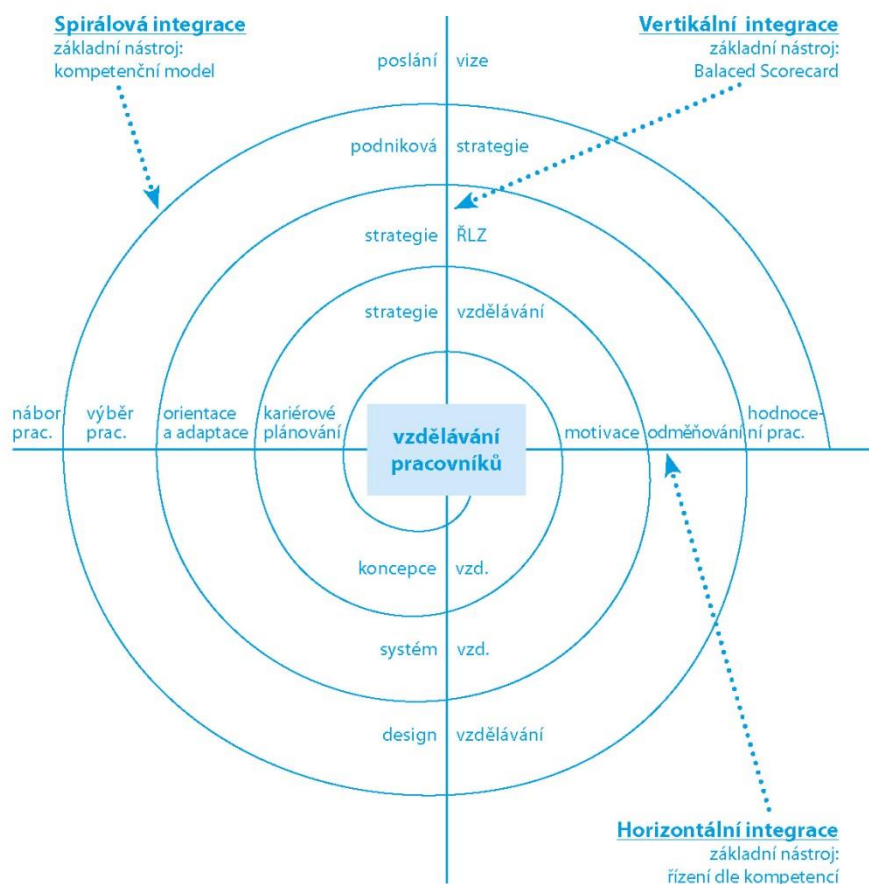 Spirálová integrace
základní nástroj:
kompetenční model
Vertikální integrace
základní nástroj:
Balaced Scorecard
poslání vize
podniková strategie
strategie ŘLZ
strategie vzdělávání
nábor
prac.
výběr
prac.
orientace
a adaptace
kariérové
plánování
vzdělávání
pracovníků
motivace
odměňování
hodnoce-
ní prac.
koncepce vzd.
systém vzd.
design vzdělávání
Horizontální integrace
základní nástroj:
řízení dle kompetencí